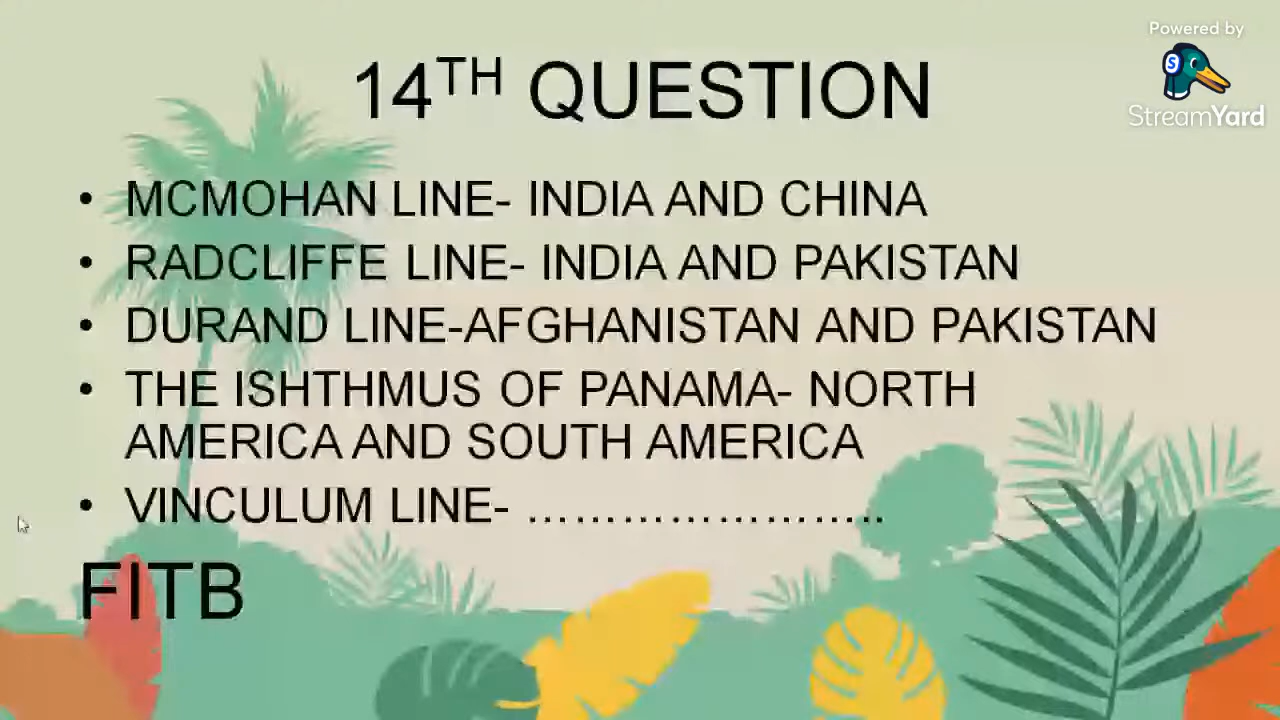 Powered by
StreamYard
14TH QUESTION
• MCMOHAN LINE- INDIA AND CHINA
• RADCLIFFE LINE- INDIA AND PAKISTAN
• DURAND LINE-AFGHANISTAN AND PAKISTAN
• THE ISHTHMUS OF PANAMA- NORTH
AMERICA AND SOUTH AMERICA
• VINCULUM LINE- …………………..
FITB